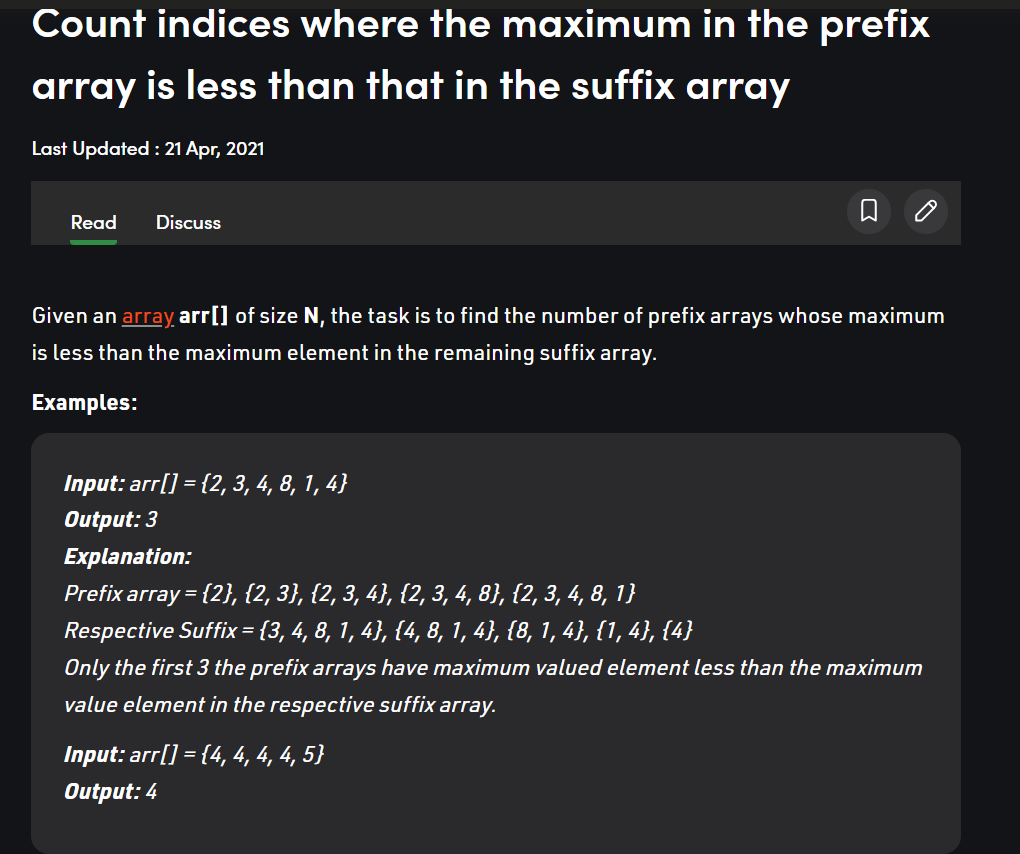 Count indices where the maximum in the prefix
array is less than that in the suffix array
Last Updated : 21 Apr, 2021
Read Discuss
Given an array arr[] of size N, the task is to find the number of prefix arrays whose maximum
is less than the maximum element in the remaining suffix array.
Examples:
Input: arr[] = {2, 3, 4, 8, 1, 4}
Output: 3
Explanation:
Prefix array = {2}, {2, 3}, {2, 3, 4}, {2, 3, 4, 8}, {2, 3, 4, 8, 1}
Respective Suffix = {3, 4, 8, 1, 4}, {4, 8, 1, 4}, {8, 1, 4}, {1, 4}, {4}
Only the first 3 the prefix arrays have maximum valued element less than the maximum
value element in the respective suffix array.
Input: arr[] = {4, 4, 4, 4, 5}
Output: 4